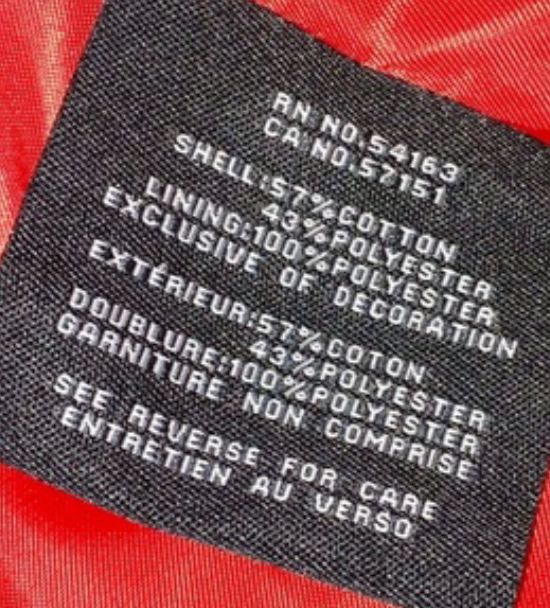 RN NO.54163
CA NO.57151
SHELL:57%COTTON
43%POLYESTER
LINING:100%POLYESTER
EXCLUSIVE OF DECORATION
EXTÉRIEUR:57%COTON
43%POLYESTER
DOUBLURE:100%POLYESTER
GARNITURE NON COMPRISE
SEE REVERSE FOR CARE
ENTRETIEN AU VERSO